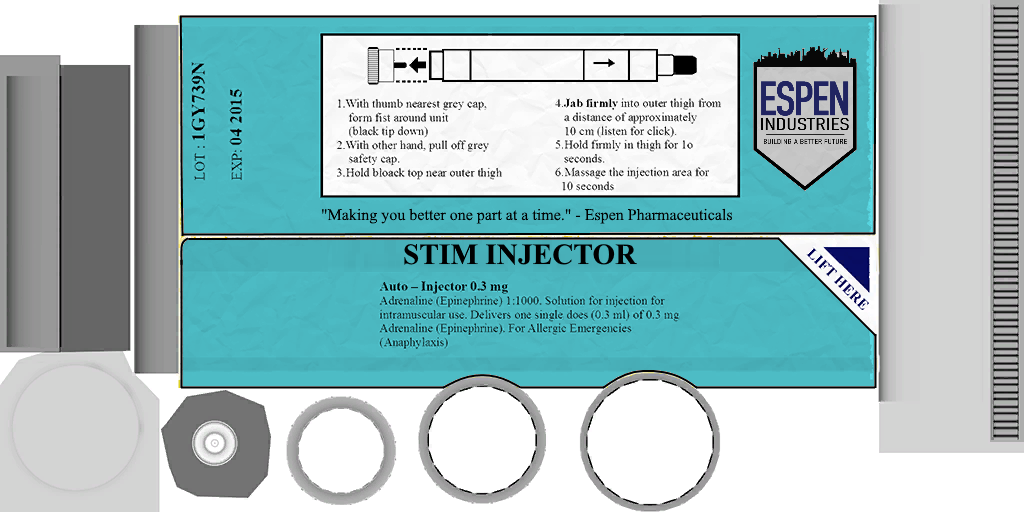 LOT : 1GY739N
EXP: 04 2015
1.With thumb nearest grey cap,
form fist around unit
(black tip down)
2.With other hand, pull off grey
safety cap.
3.Hold bloack top near outer thigh
4.Jab firmly into outer thigh from
a distance of approximately
10 cm (listen for click).
5.Hold firmly in thigh for 1o
seconds.
6.Massage the injection area for
10 seconds
ESPEN
INDUSTRIES
BUILDING A BETTER FUTURE
"Making you better one part at a time." - Espen Pharmaceuticals
STIM INJECTOR
Auto – Injector 0.3 mg
Adrenaline (Epinephrine) 1:1000. Solution for injection for
intramuscular use. Delivers one single does (0.3 ml) of 0.3 mg
Adrenaline (Epinephrine). For Allergic Emergencies
(Anaphylaxis)
LIFT HERE